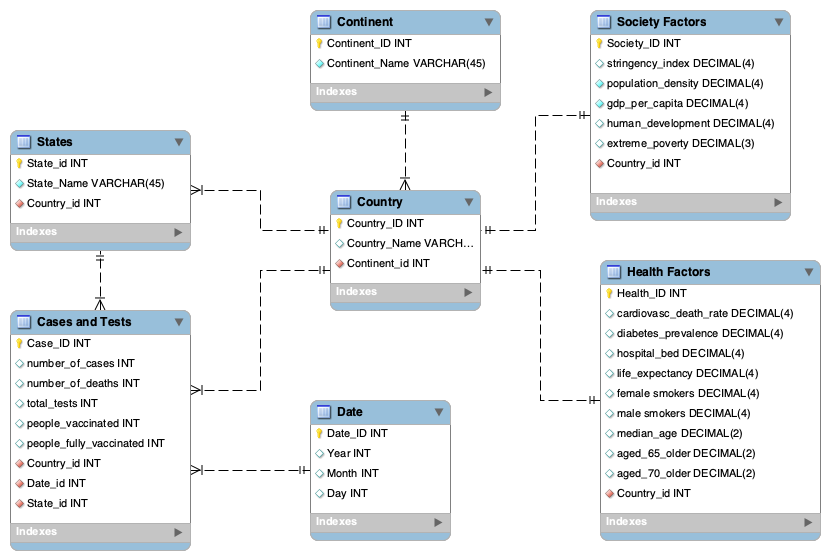 Continent
Continent_ID INT
Continent_Name VARCHAR(45)
Indexes
Society Factors
Society_ID INT
stringency_index DECIMAL(4)
population_density DECIMAL(4)
gdp_per_capita DECIMAL(4)
human_development DECIMAL(4)
extreme_poverty DECIMAL(3)
Country_id INT
Indexes
States
State_id INT
State_Name VARCHAR(45)
Country_id INT
Indexes
Country
Country_ID INT
Country_Name VARCH...
Continent_id INT
Indexes
Health Factors
Health_ID INT
cardiovasc_death_rate DECIMAL(4)
diabetes_prevalence DECIMAL(4)
hospital_bed DECIMAL(4)
life_expectancy DECIMAL(4)
female smokers DECIMAL(4)
male smokers DECIMAL(4)
median_age DECIMAL(2)
aged_65_older DECIMAL(2)
aged_70_older DECIMAL(2)
Country_id INT
Indexes
Cases and Tests
Case_ID INT
number_of_cases INT
number_of_deaths INT
total_tests INT
people_vaccinated INT
people_fully_vaccinated INT
Country_id INT
Date_id INT
State_id INT
Indexes
Date
Date_ID INT
Year INT
Month INT
Day INT
Indexes